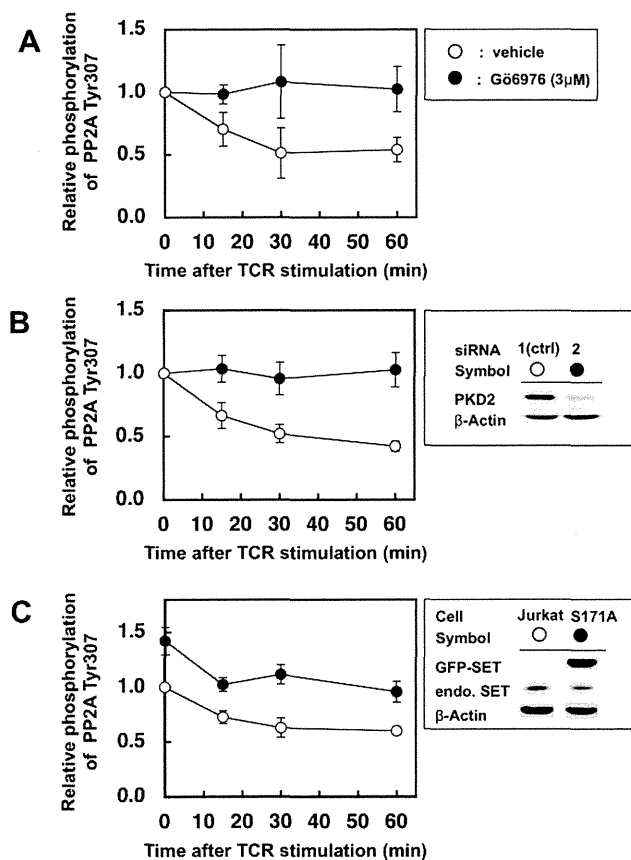 A
Relative phosphorylation
of PP2A Tyr307
1.5
1.0
0.5
0.0
0 10 20 30 40 50 60
Time after TCR stimulation (min)
○ : vehicle
● : Gö6976 (3µM)
B
Relative phosphorylation
of PP2A Tyr307
1.5
1.0
0.5
0.0
0 10 20 30 40 50 60
Time after TCR stimulation (min)
siRNA 1(ctrl) 2
Symbol ○ ●
PKD2
β-Actin
C
Relative phosphorylation
of PP2A Tyr307
1.5
1.0
0.5
0.0
0 10 20 30 40 50 60
Time after TCR stimulation (min)
Cell Jurkat S171A
Symbol ○ ●
GFP-SET
endo. SET
β-Actin